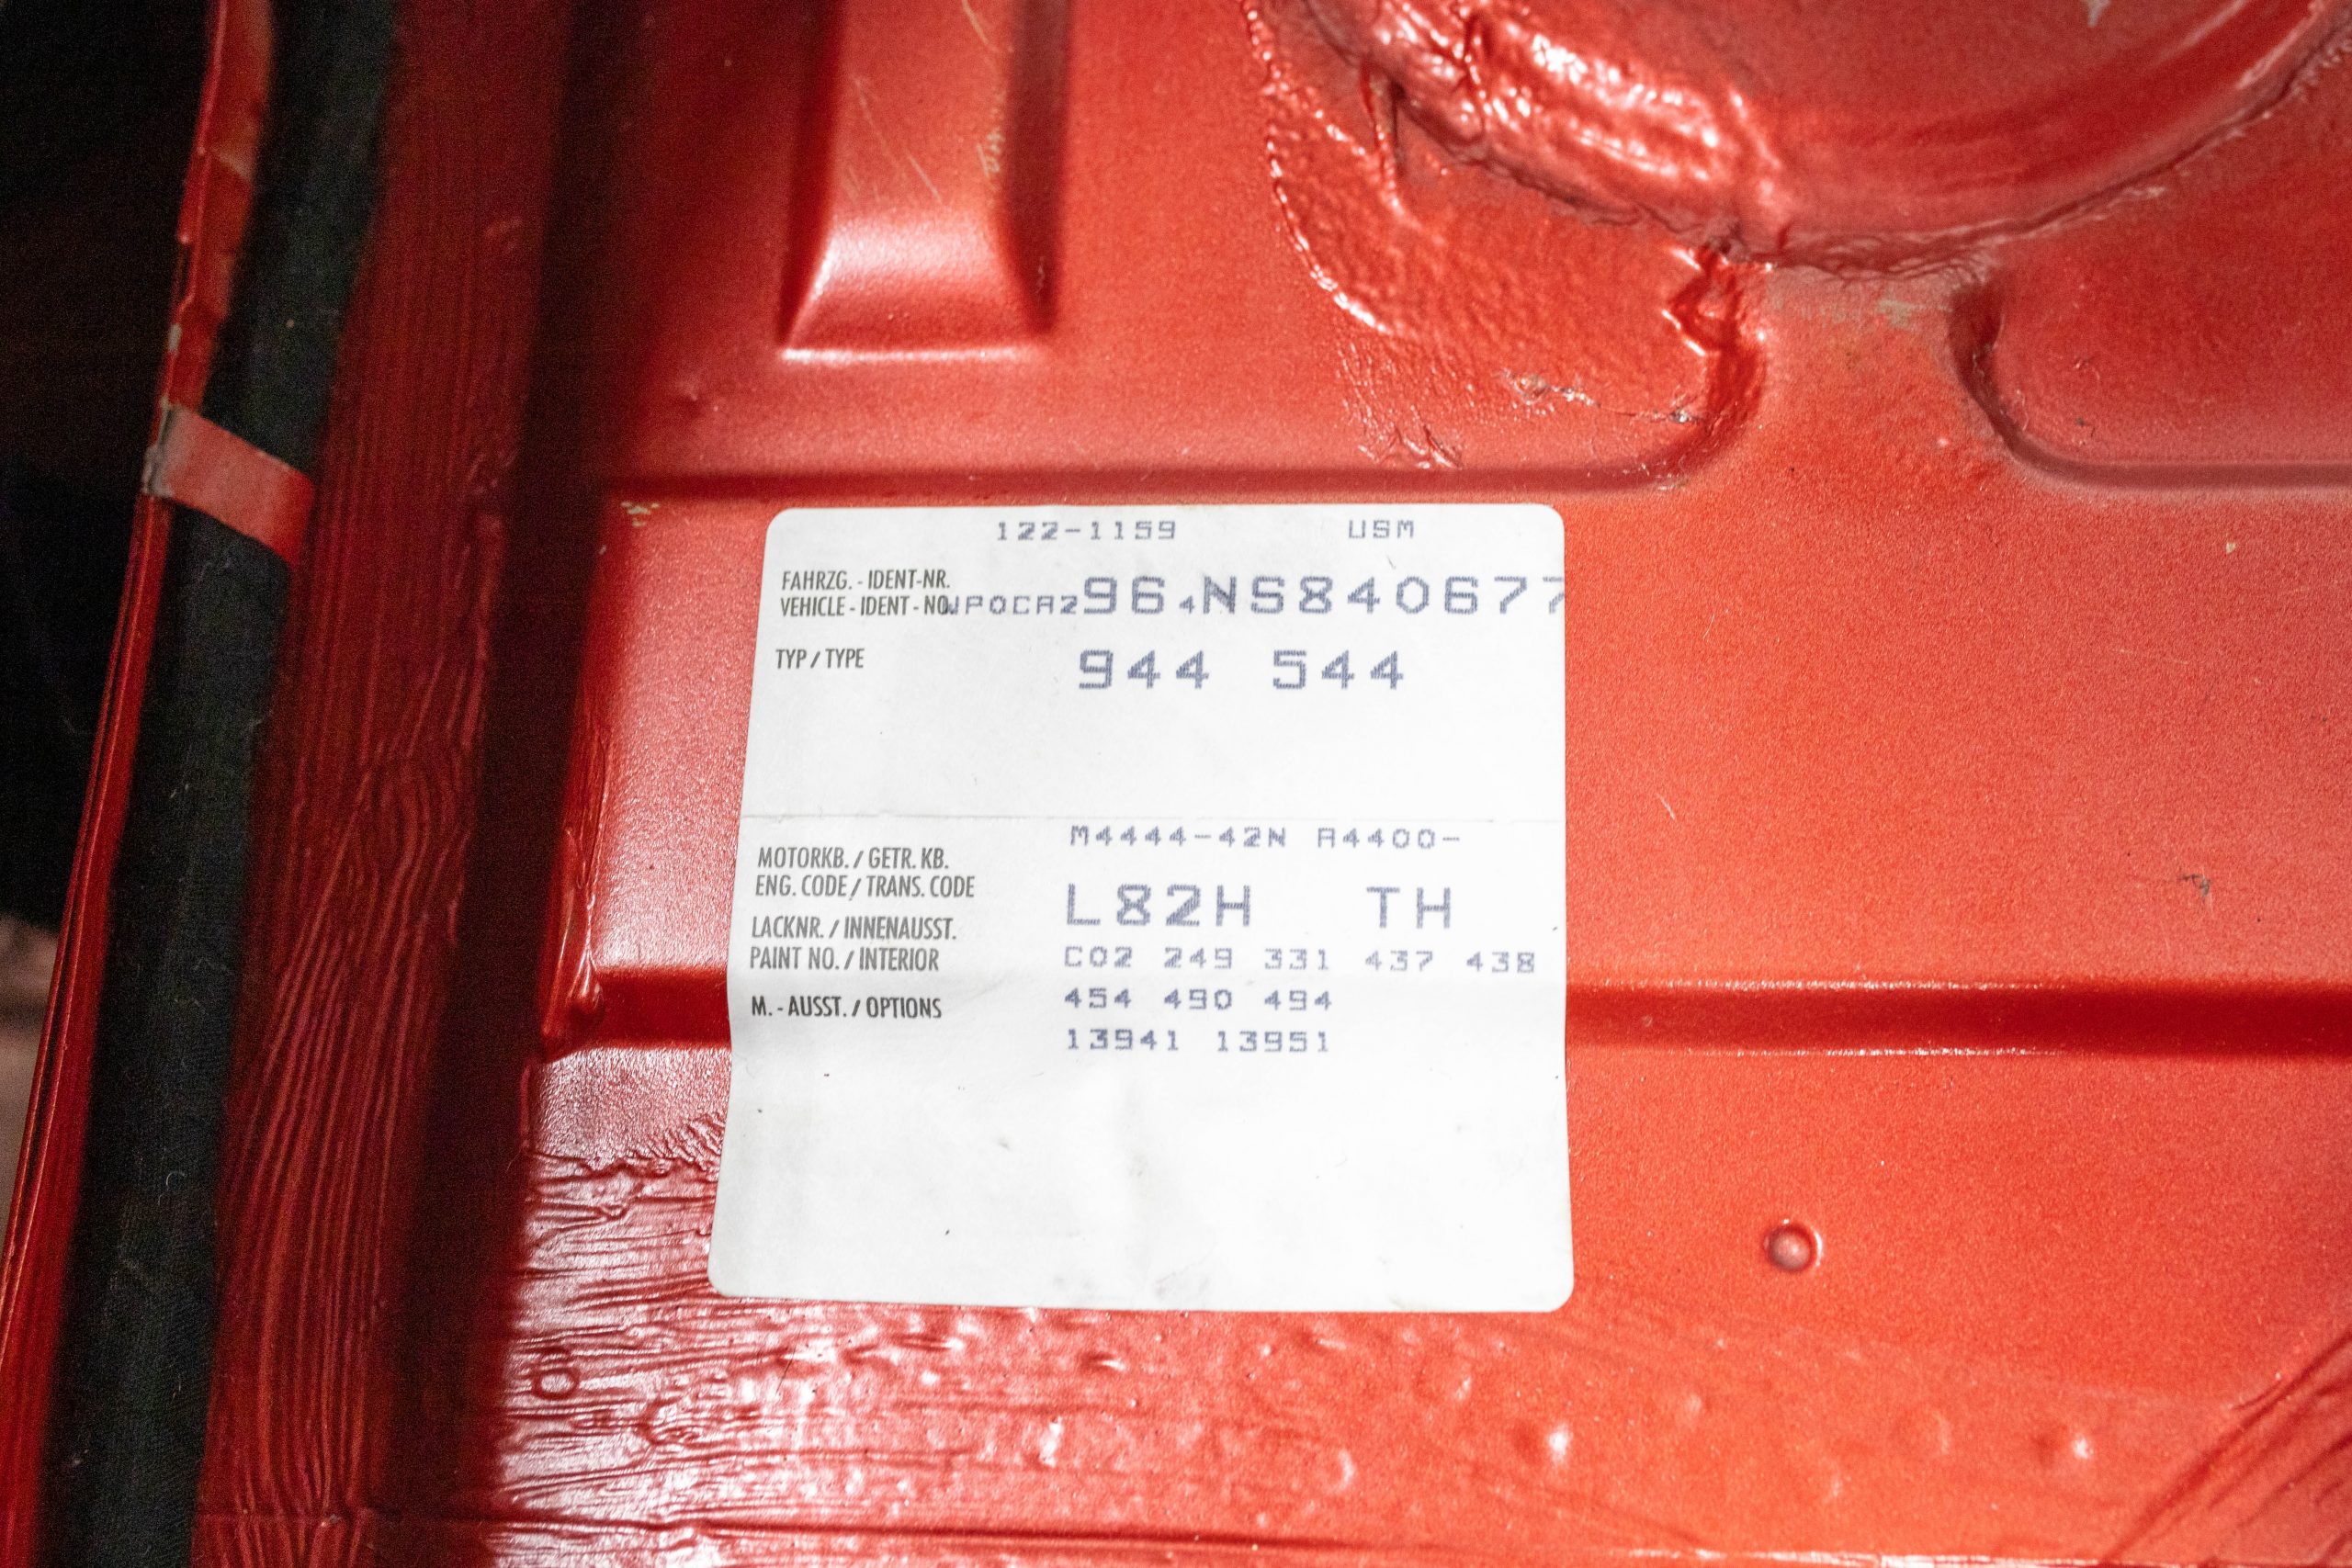 122-1159 USM
FAHRZG. - IDENT-NR.
VEHICLE - IDENT - NO. WP0CA2964NS840677
TYP / TYPE 944 544
M4444-42N A4400-
MOTORKB. / GETR. KB.
ENG. CODE / TRANS. CODE
L82H TH
LACKNR. / INNENAUSST.
PAINT NO. / INTERIOR
C02 249 331 437 438
M. - AUSST. / OPTIONS
454 490 494
13941 13951